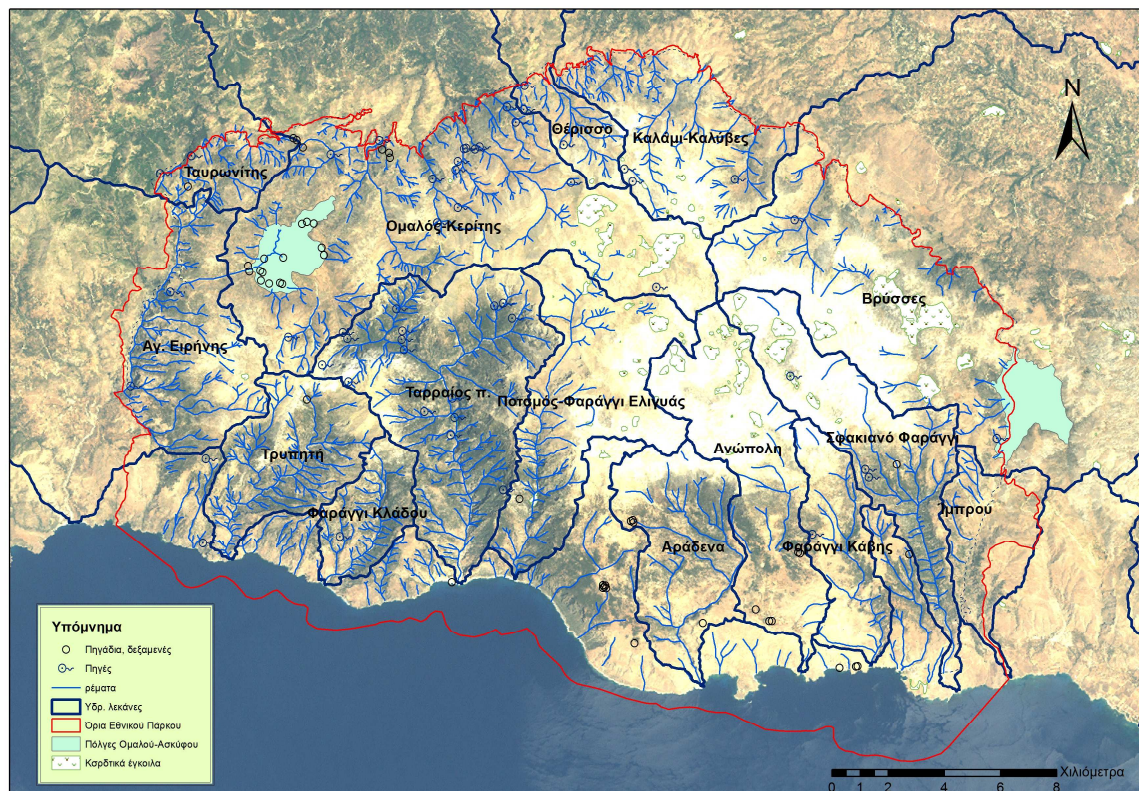 N
Θέρισσο
Καλάμι-Καλύβες
Ταυρωνίτης
Ομαλός-Κερίτης
Βρύσσες
Αγ. Ειρήνης
Ταρραίος π.
Ποταμός-Φαράγγι Ελιγυάς
Σφακιανό Φαράγγι
Ανώπολη
Τρυπητή
Φαράγγι Κλάδου
Ίμπρου
Αράδενα
Φαράγγι Κάβης
Υπόμνημα
Πηγάδια, δεξαμενές
Πηγές
ρέματα
Υδρ. λεκάνες
Όρια Εθνικού Πάρκου
Πόλγες Ομαλού-Ασκύφου
Καρστικά έγκοιλα
Χιλιόμετρα
0 1 2 4 6 8